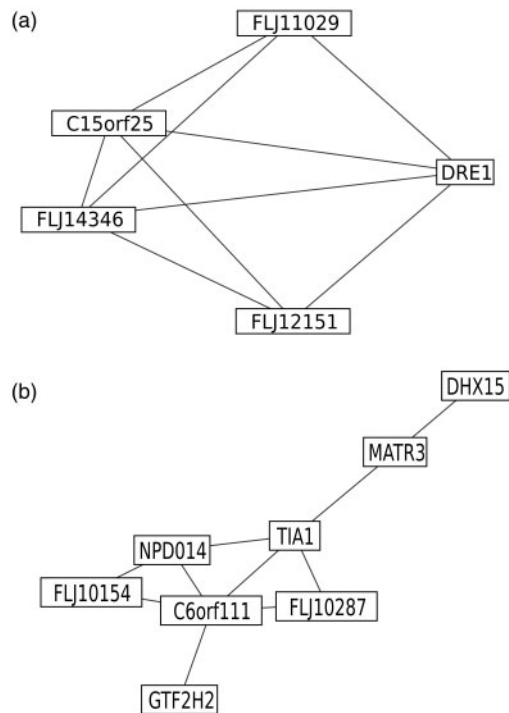 (a)
FLJ11029
C15orf25
DRE1
FLJ14346
FLJ12151
(b)
DHX15
MATR3
TIA1
NPD014
FLJ10154
C6orf111
FLJ10287
GTF2H2